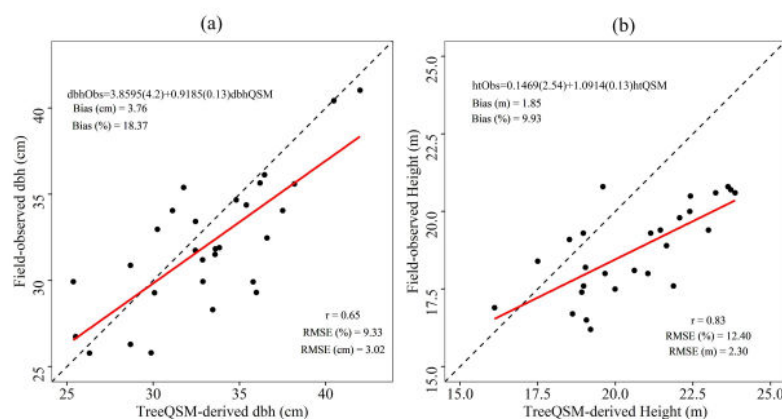 (a)
dbhObs=3.8595(4.2)+0.9185(0.13)dbhQSM
Bias (cm) = 3.76
Bias (%) = 18.37
r = 0.65
RMSE (%) = 9.33
RMSE (cm) = 3.02
Field-observed dbh (cm)
25
30
35
40
25
30
35
40
TreeQSM-derived dbh (cm)
(b)
htObs=0.1469(2.54)+1.0914(0.13)htQSM
Bias (m) = 1.85
Bias (%) = 9.93
r = 0.83
RMSE (%) = 12.40
RMSE (m) = 2.30
Field-observed Height (m)
15.0
17.5
20.0
22.5
25.0
15.0
17.5
20.0
22.5
25.0
TreeQSM-derived Height (m)